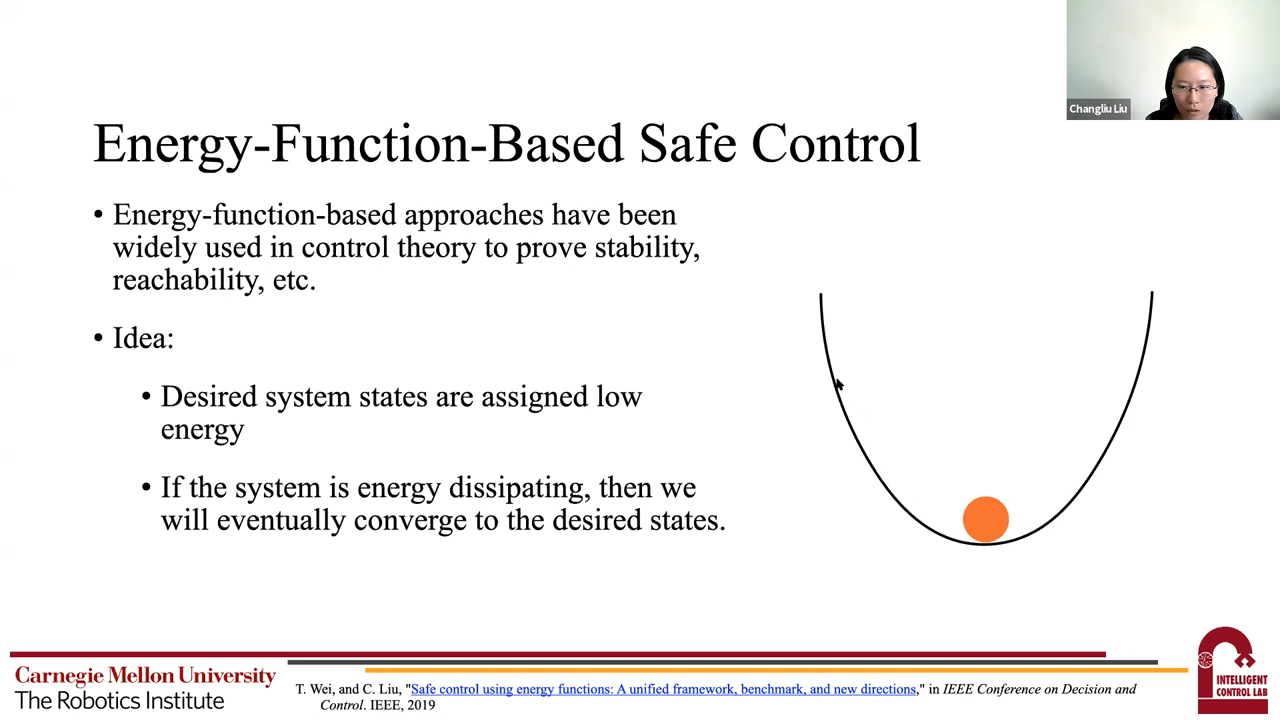 Changliu Liu
Energy-Function-Based Safe Control
• Energy-function-based approaches have been
widely used in control theory to prove stability,
reachability, etc.
• Idea:
• Desired system states are assigned low
energy
• If the system is energy dissipating, then we
will eventually converge to the desired states.
Carnegie Mellon University
The Robotics Institute
T. Wei, and C. Liu, "Safe control using energy functions: A unified framework, benchmark, and new directions," in IEEE Conference on Decision and
Control. IEEE, 2019
INTELLIGENT
CONTROL LAB